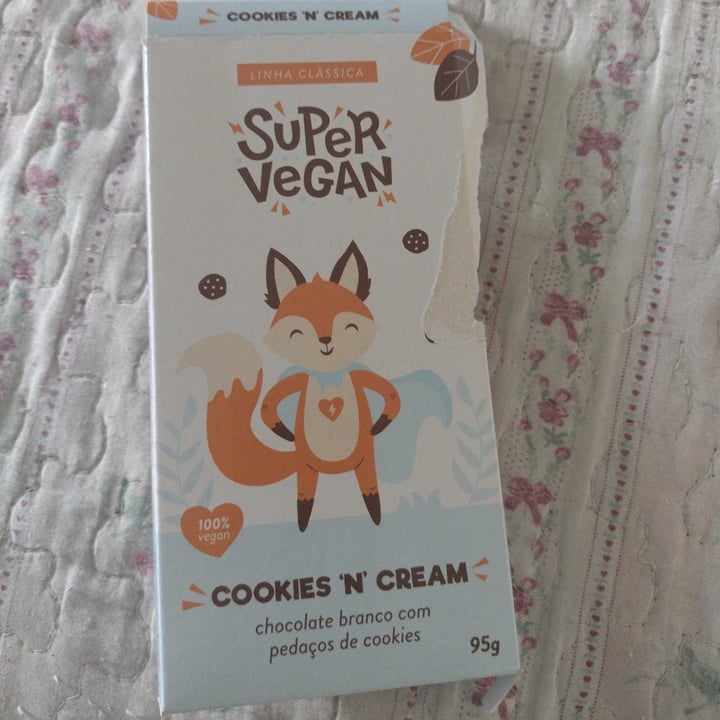 COOKIES 'N' CREAM
LINHA CLÁSSICA
SUPER
VEGAN
100%
vegan
COOKIES 'N' CREAM
chocolate branco com
pedaços de cookies
95g